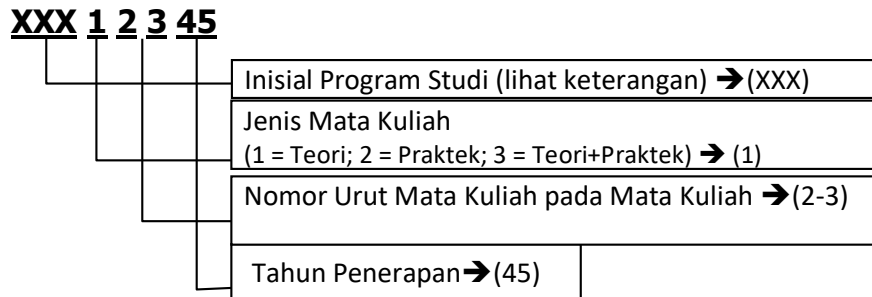 XXX 1 2 3 45
Inisial Program Studi (lihat keterangan) ➔(XXX)
Jenis Mata Kuliah
(1 = Teori; 2 = Praktek; 3 = Teori+Praktek) ➔ (1)
Nomor Urut Mata Kuliah pada Mata Kuliah ➔(2-3)
Tahun Penerapan➔(45)